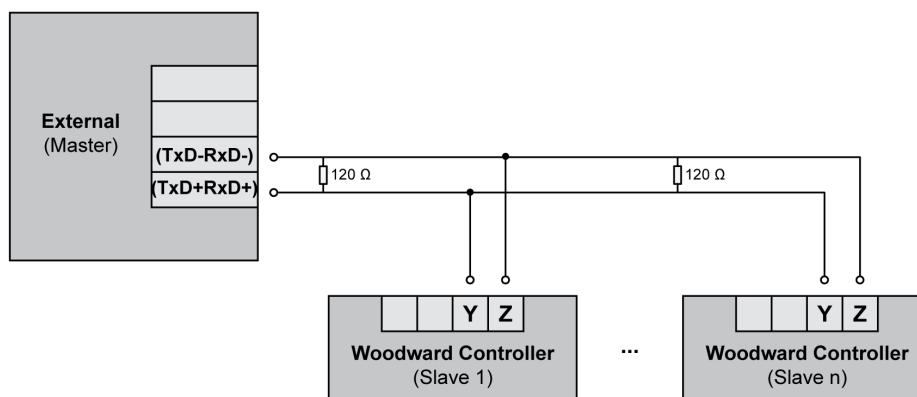 External
(Master)
(TxD-RxD-)
(TxD+RxD+)
120 Ω
120 Ω
Y Z
Woodward Controller
(Slave 1)
...
Y Z
Woodward Controller
(Slave n)